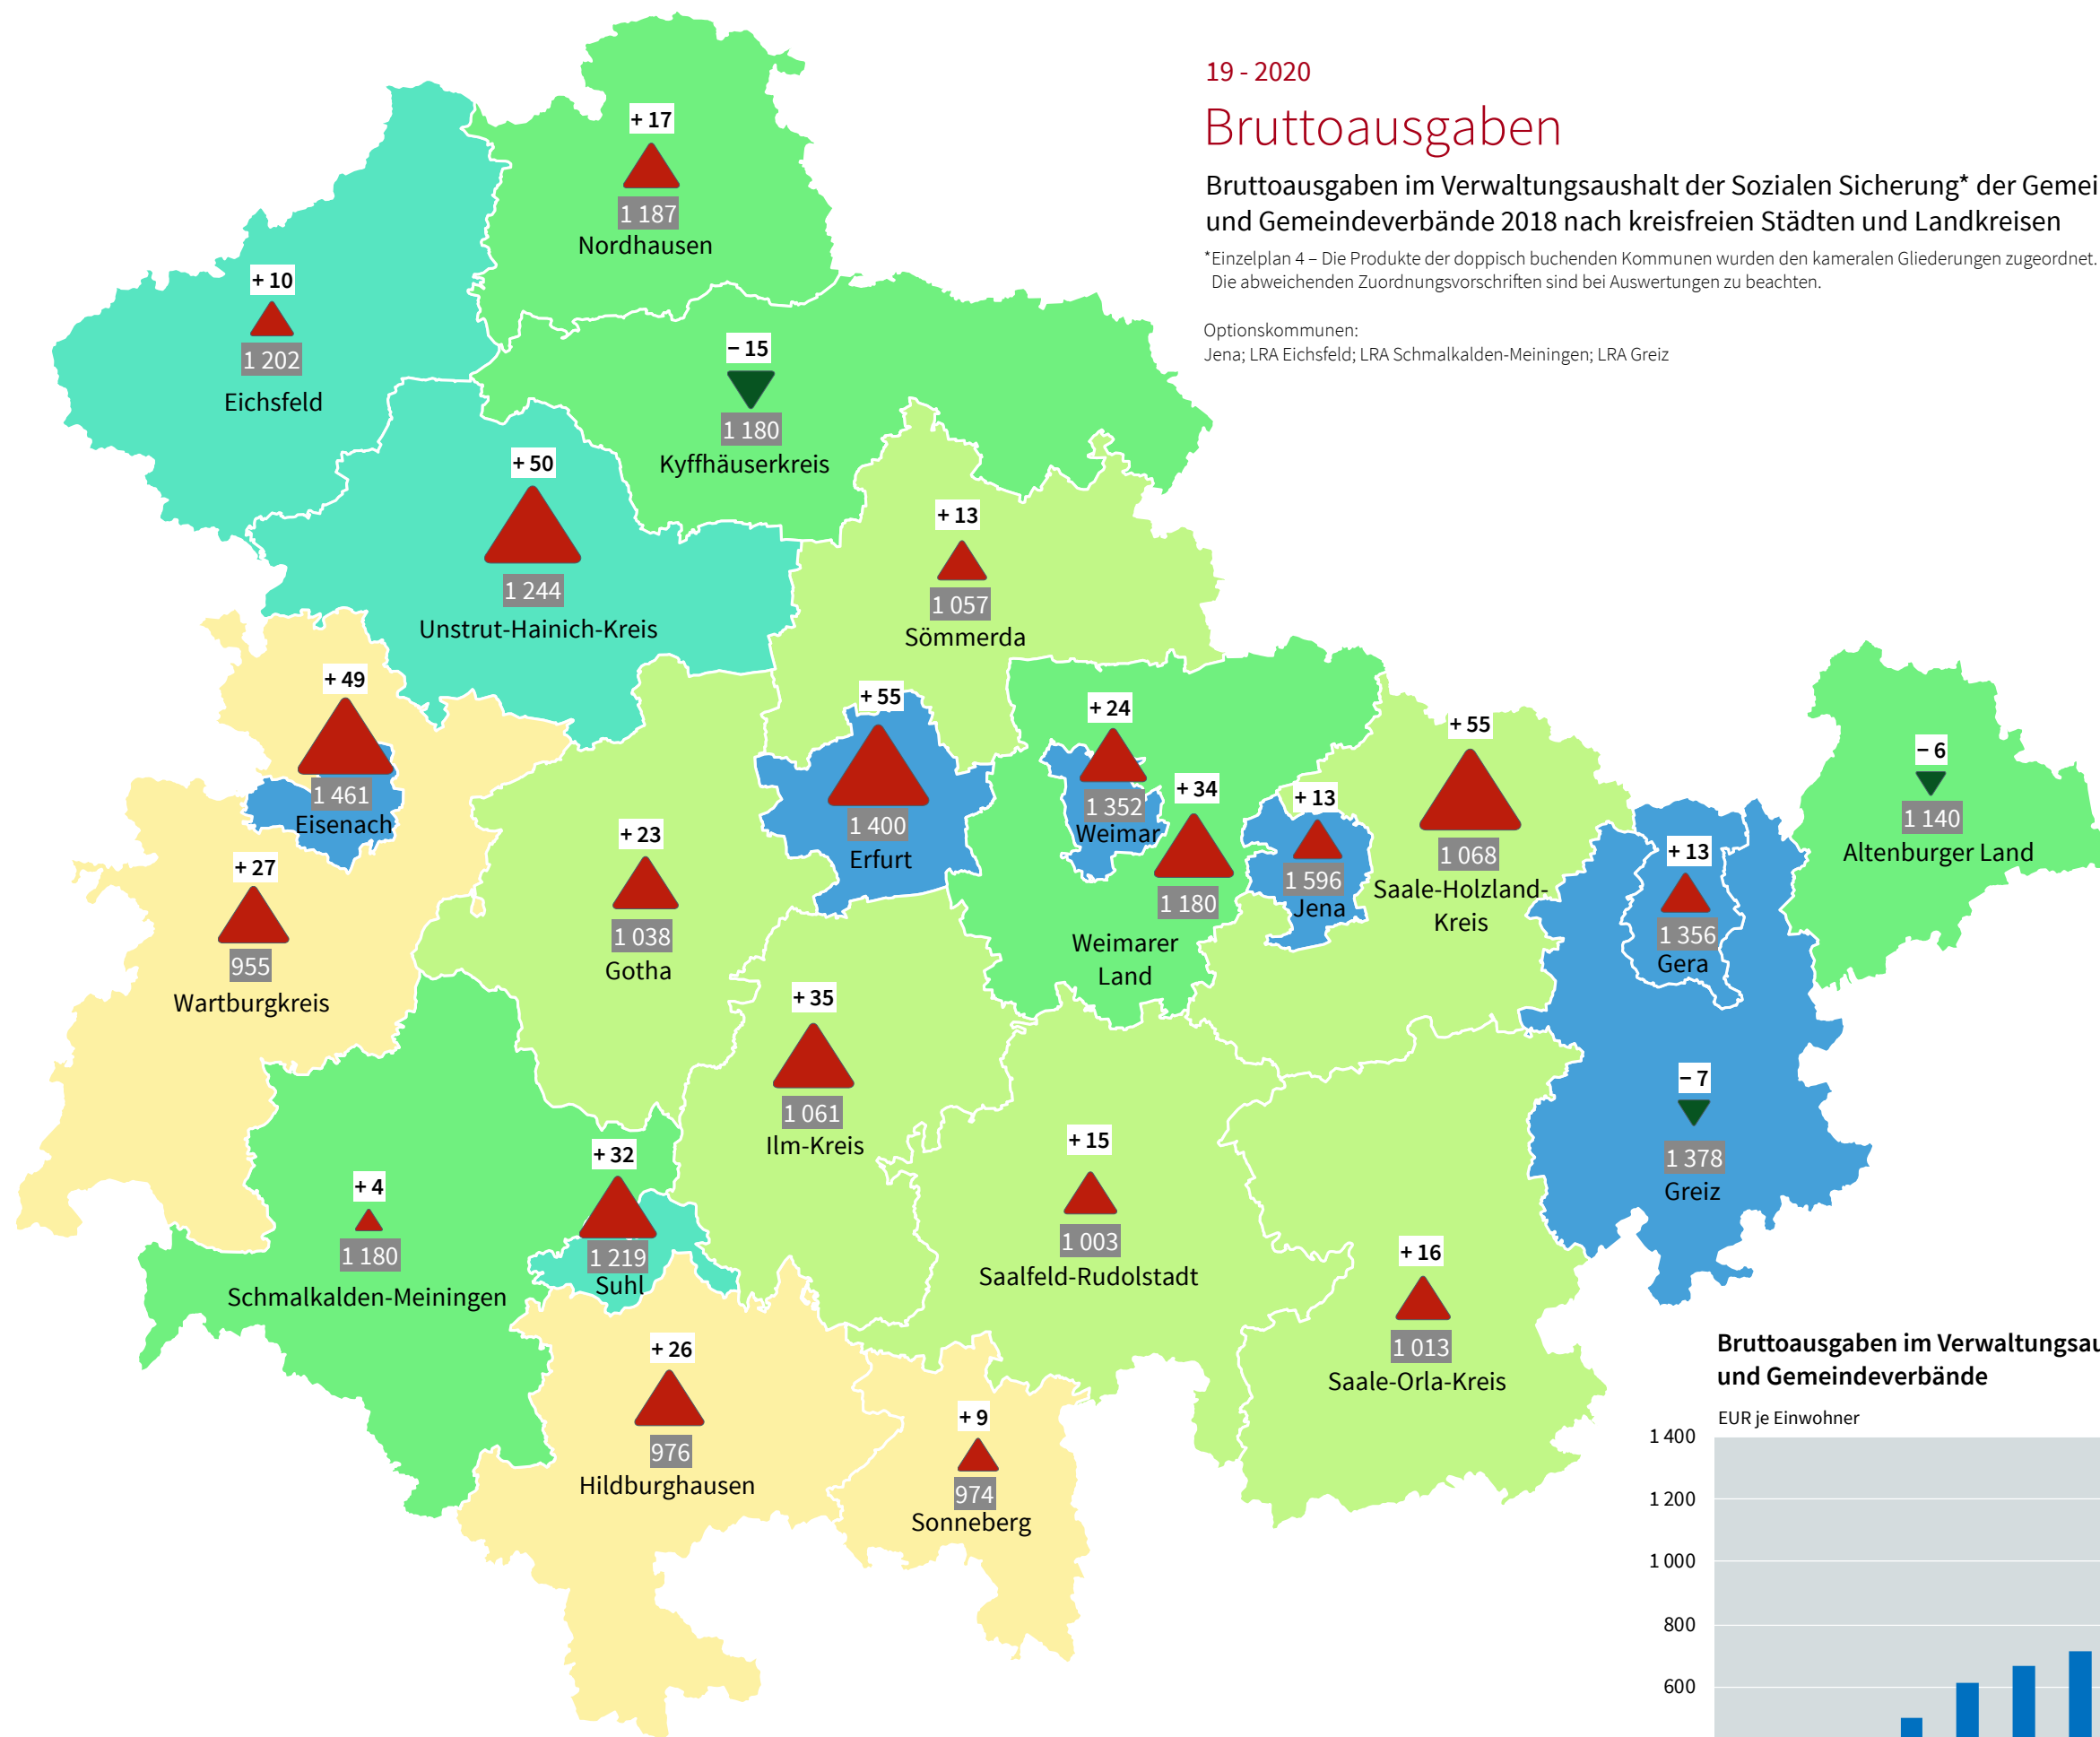 19 - 2020
Bruttoausgaben
Bruttoausgaben im Verwaltungsaushalt der Sozialen Sicherung* der Gemei
und Gemeindeverbände 2018 nach kreisfreien Städten und Landkreisen
*Einzelplan 4 – Die Produkte der doppisch buchenden Kommunen wurden den kameralen Gliederungen zugeordnet.
Die abweichenden Zuordnungsvorschriften sind bei Auswertungen zu beachten.
Optionskommunen:
Jena; LRA Eichsfeld; LRA Schmalkalden-Meiningen; LRA Greiz
+ 17
1 187
Nordhausen
+ 10
1 202
Eichsfeld
– 15
1 180
Kyffhäuserkreis
+ 50
1 244
Unstrut-Hainich-Kreis
+ 13
1 057
Sömmerda
+ 49
1 461
Eisenach
+ 55
1 400
Erfurt
+ 24
1 352
Weimar
+ 34
1 180
Weimarer
Land
+ 13
1 596
Jena
+ 55
1 068
Saale-Holzland-
Kreis
+ 13
1 356
Gera
– 6
1 140
Altenburger Land
+ 27
955
Wartburgkreis
+ 23
1 038
Gotha
+ 35
1 061
Ilm-Kreis
– 7
1 378
Greiz
+ 4
1 180
Schmalkalden-Meiningen
+ 32
1 219
Suhl
+ 15
1 003
Saalfeld-Rudolstadt
+ 16
1 013
Saale-Orla-Kreis
+ 26
976
Hildburghausen
+ 9
974
Sonneberg
Bruttoausgaben im Verwaltungsau
und Gemeindeverbände
EUR je Einwohner
1 400
1 200
1 000
800
600